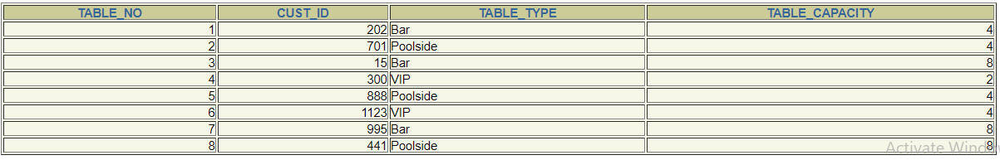 TABLE_NO CUST_ID TABLE_TYPE TABLE_CAPACITY
1 202 Bar 4
2 701 Poolside 4
3 15 Bar 8
4 300 VIP 2
5 888 Poolside 4
6 1123 VIP 4
7 995 Bar 8
8 441 Poolside 8
Activate Wind